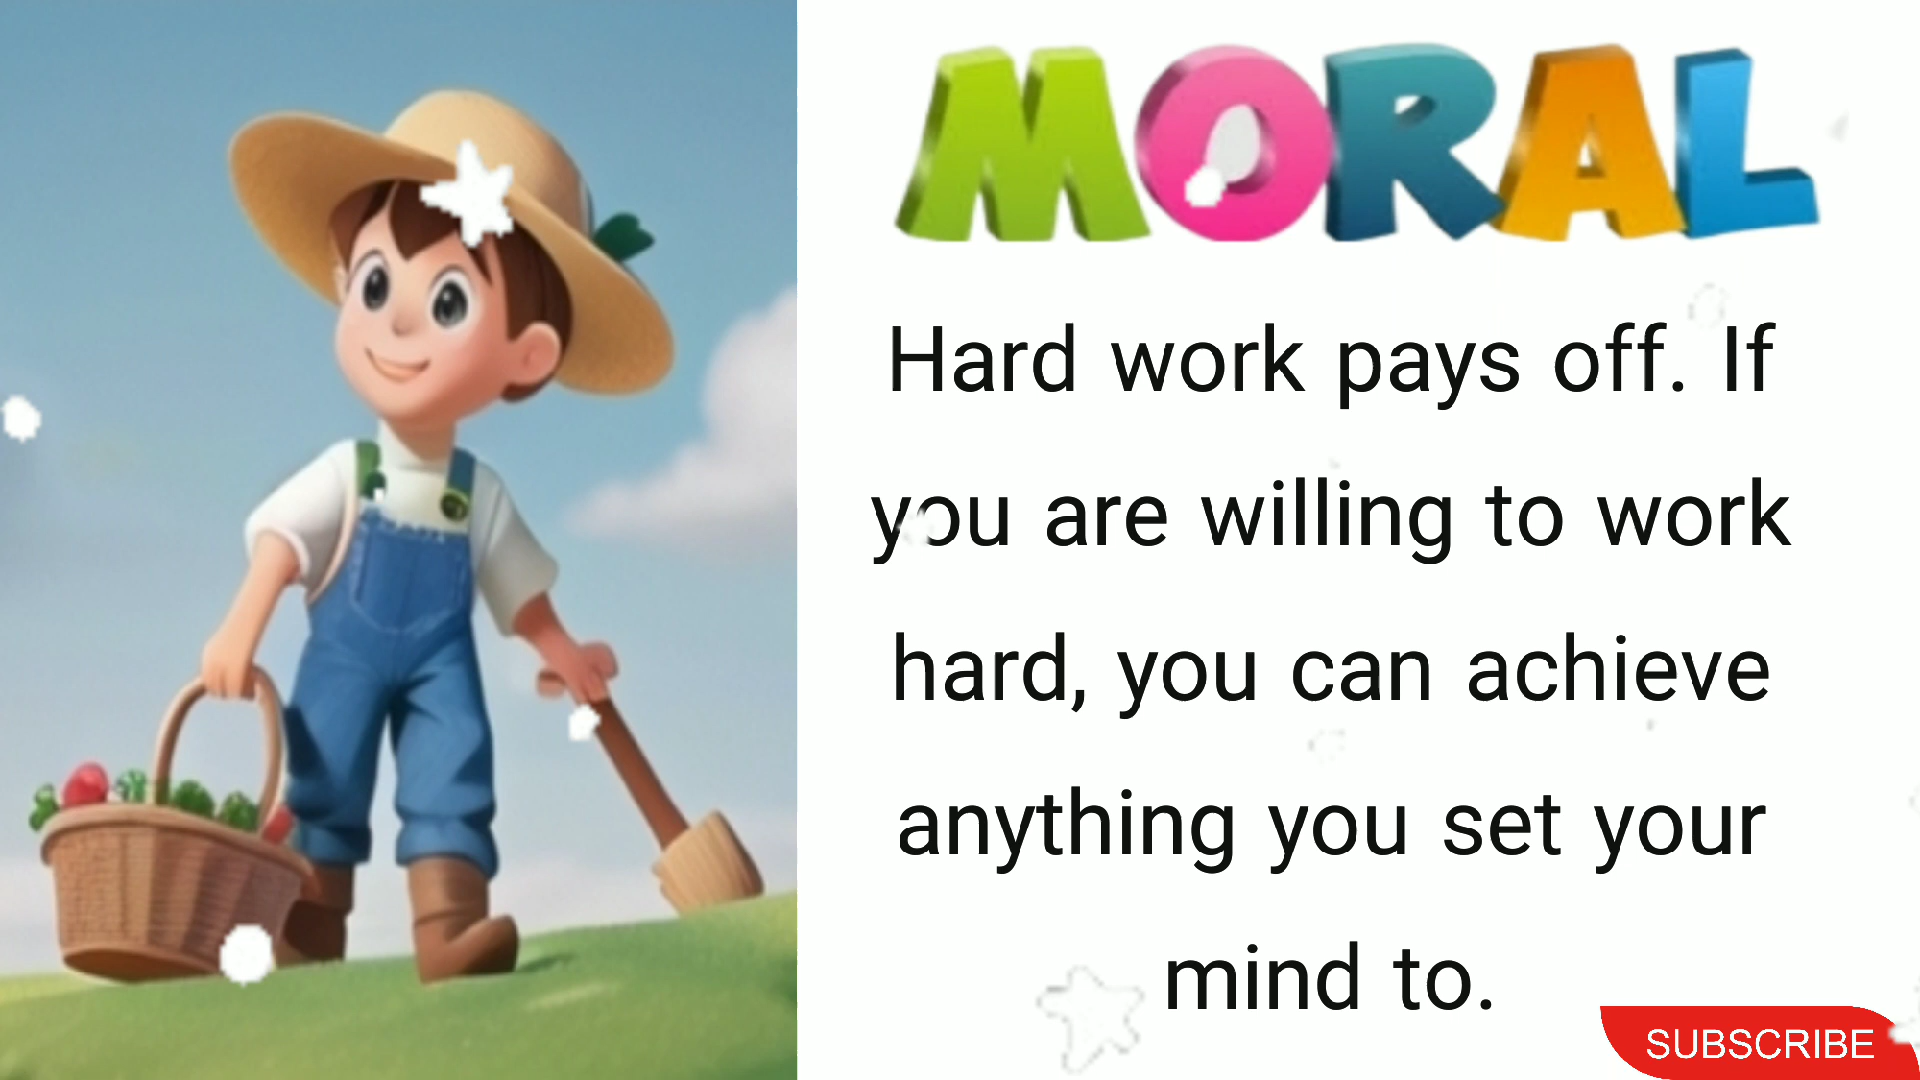 MORAL
Hard work pays off. If
you are willing to work
hard, you can achieve
anything you set your
mind to.
SUBSCRIBE